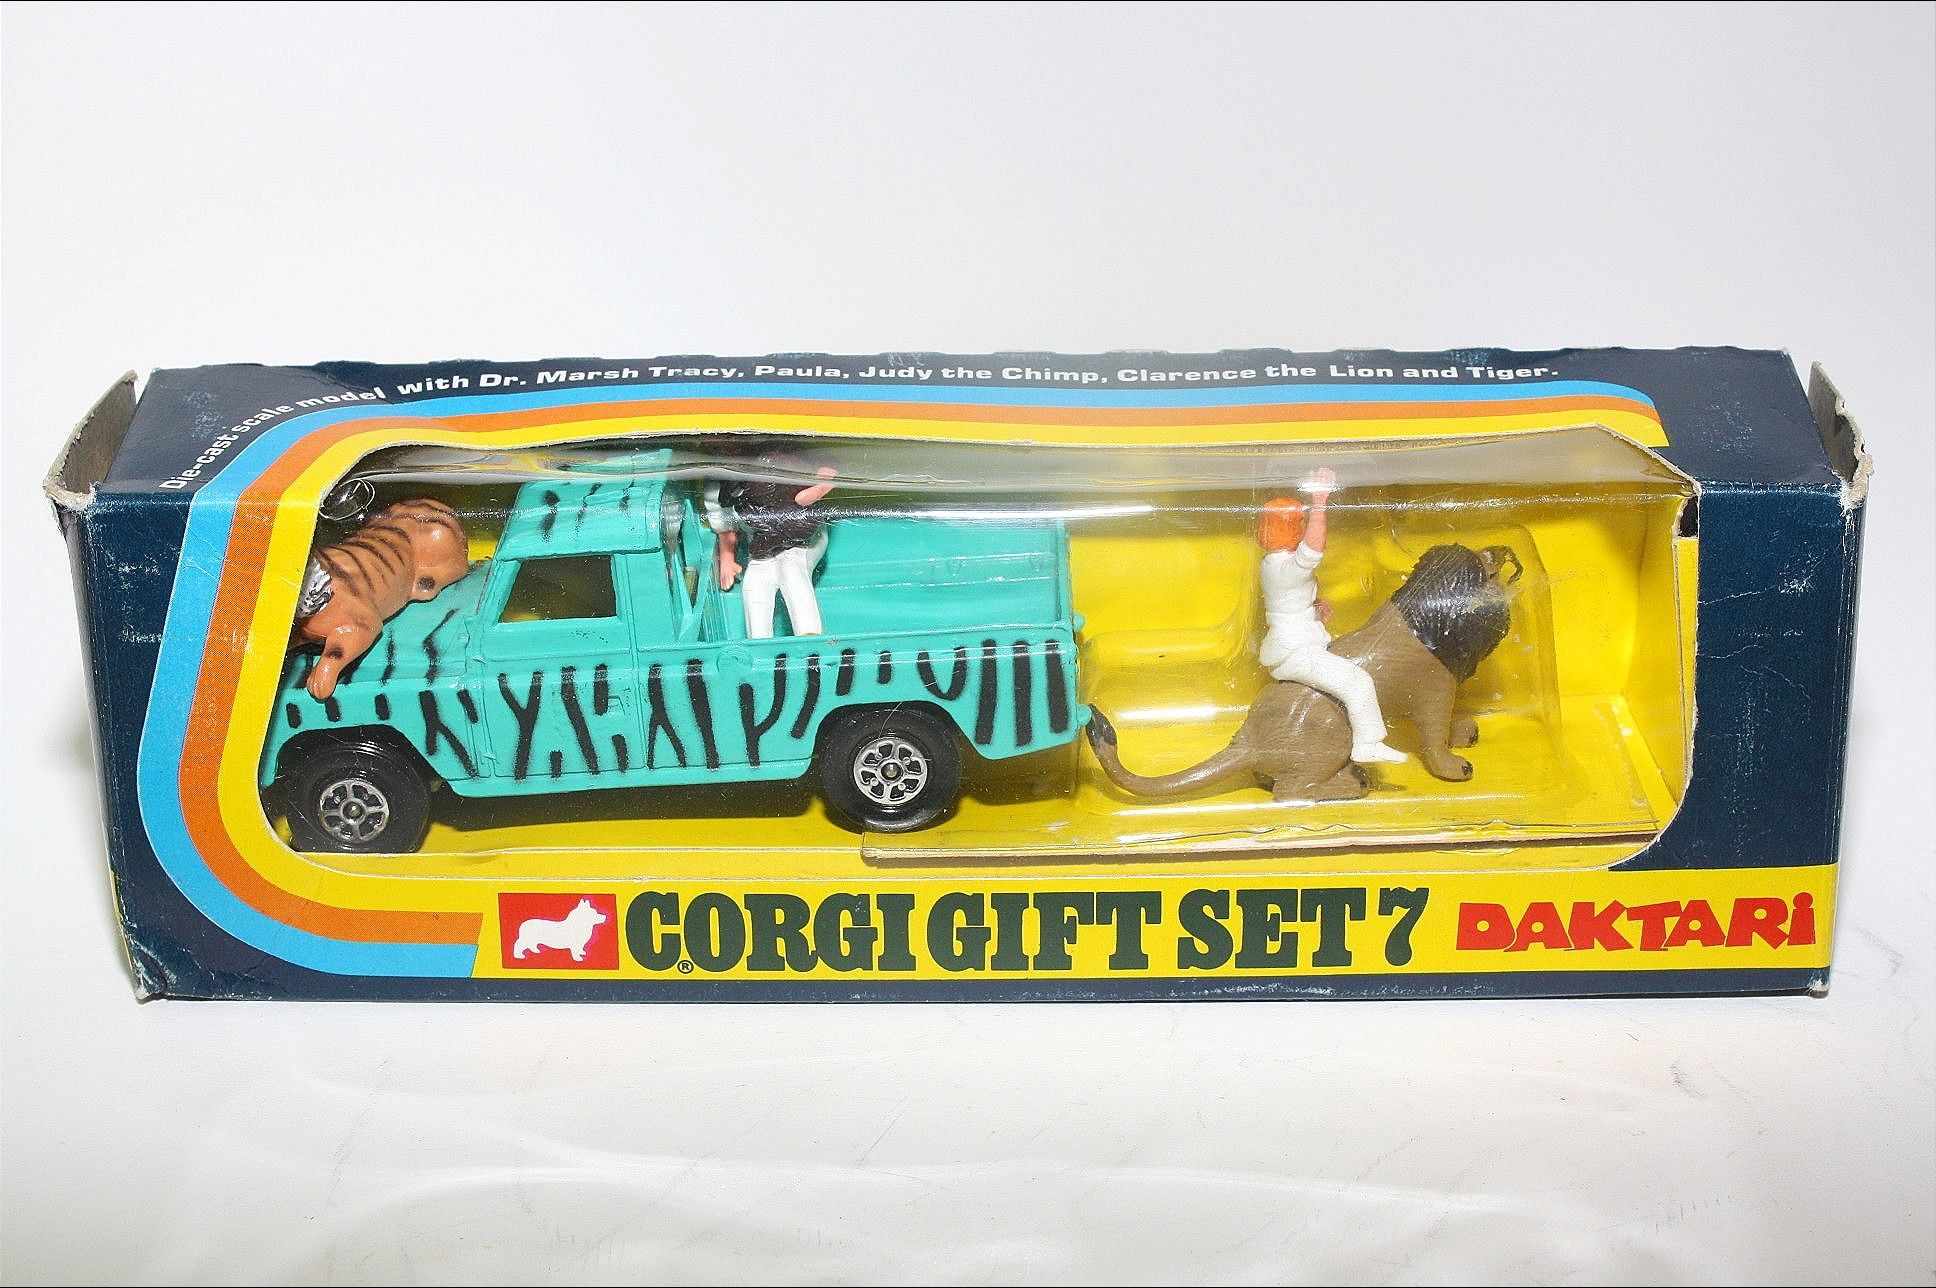 Die-cast scale model with Dr. Marsh Tracy, Paula, Judy the Chimp, Clarence the Lion and Tiger.
® CORGI GIFT SET 7 DAKTARi